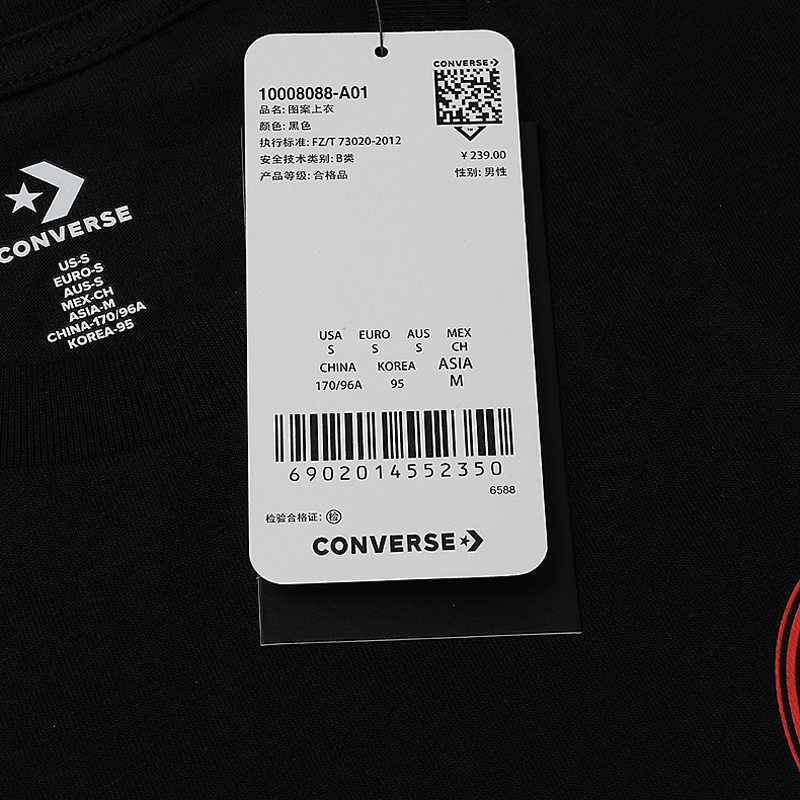 CONVERSE
10008088-A01
品名: 图案上衣
颜色: 黑色
执行标准: FZ/T 73020-2012
安全技术类别: B类
¥ 239.00
产品等级: 合格品
性别: 男性
USA EURO AUS MEX
S S S CH
CHINA KOREA ASIA
170/96A 95 M
6902014552350
6588
检验合格证: 检
CONVERSE
CONVERSE
US-S
EURO-S
AUS-S
MEX-CH
ASIA-M
CHINA-170/96A
KOREA-95